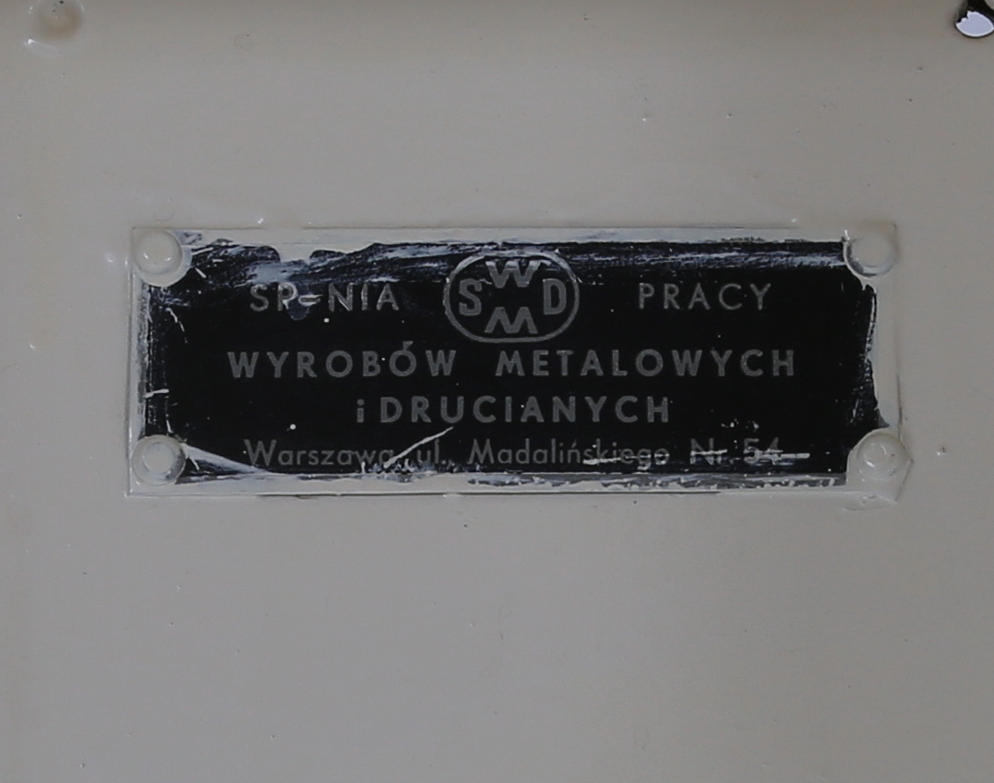 SP-NIA SWMD PRACY
WYROBÓW METALOWYCH
i DRUCIANYCH
Warszawa ul. Madalińskiego Nr 54